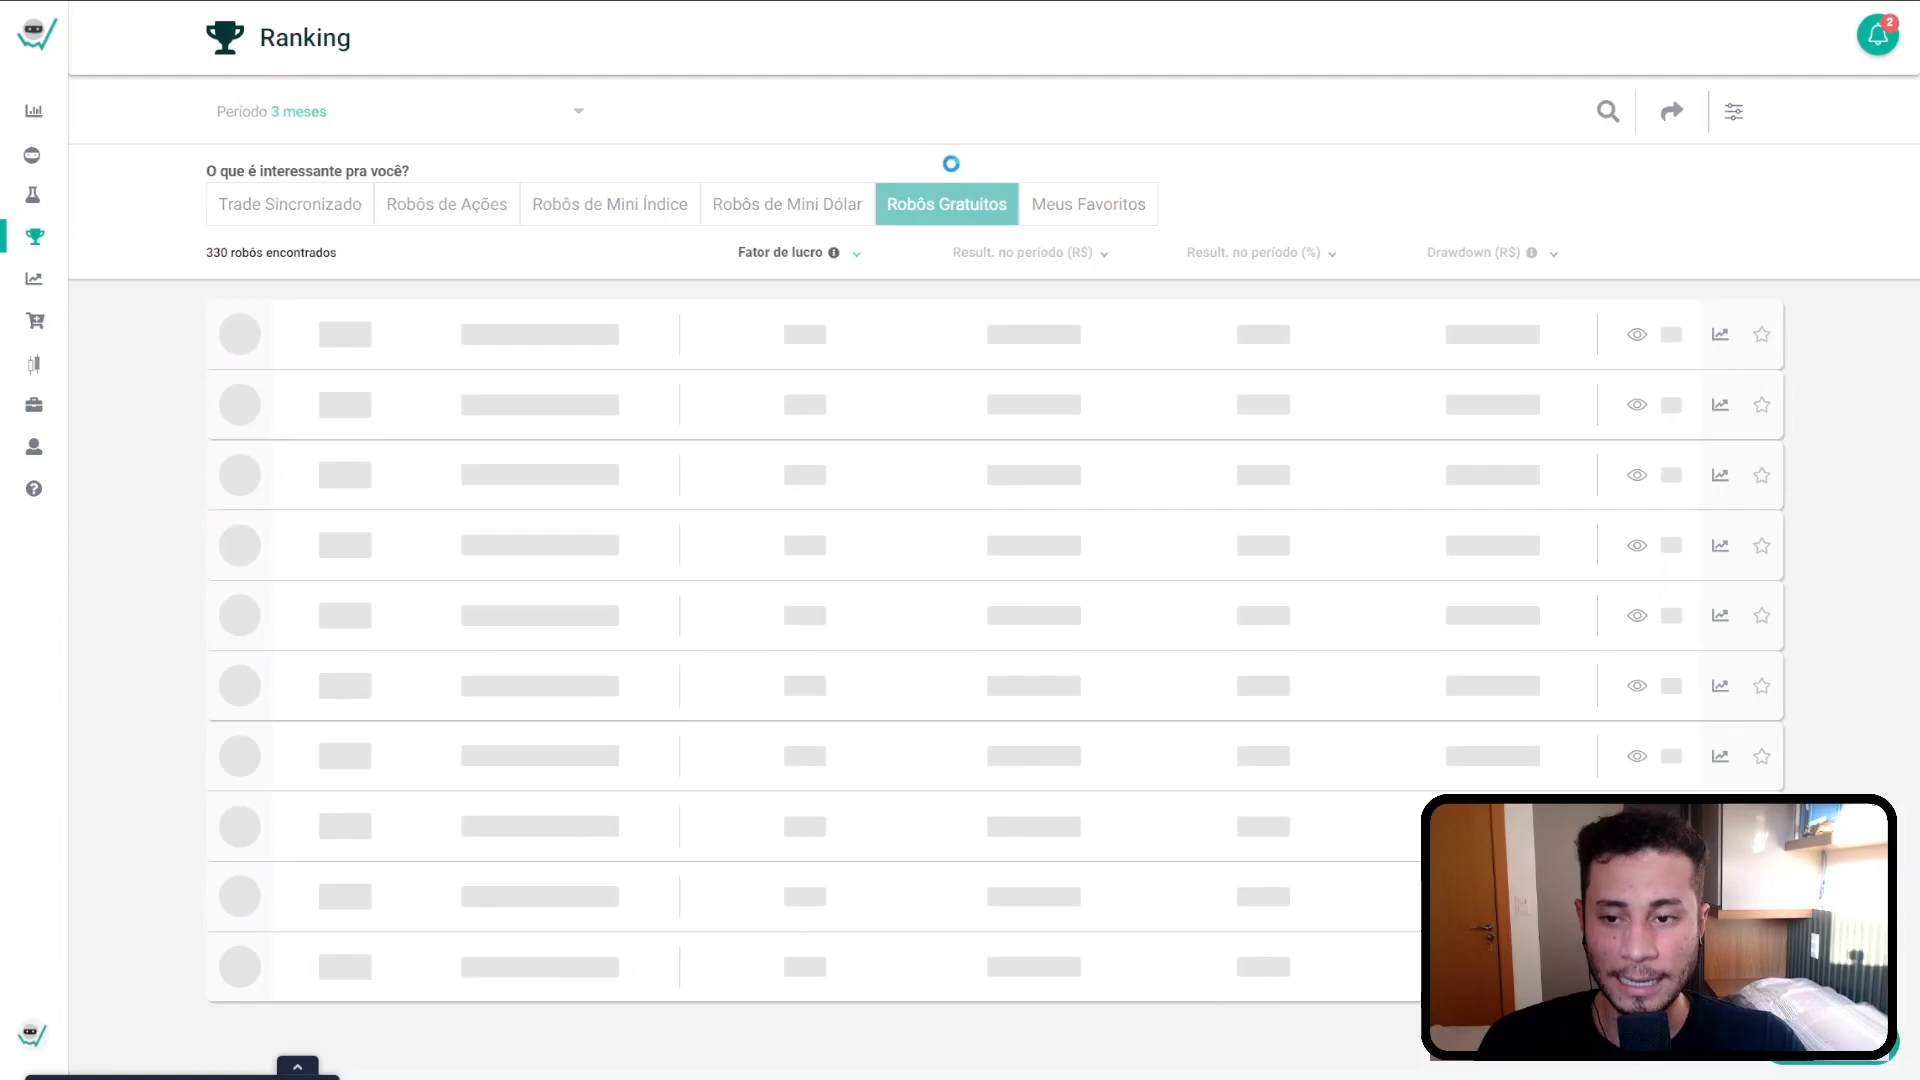 Ranking
2
Período 3 meses
O que é interessante pra você?
Trade Sincronizado
Robôs de Ações
Robôs de Mini Índice
Robôs de Mini Dólar
Robôs Gratuitos
Meus Favoritos
330 robôs encontrados
Fator de lucro
Result. no período (R$)
Result. no período (%)
Drawdown (R$)